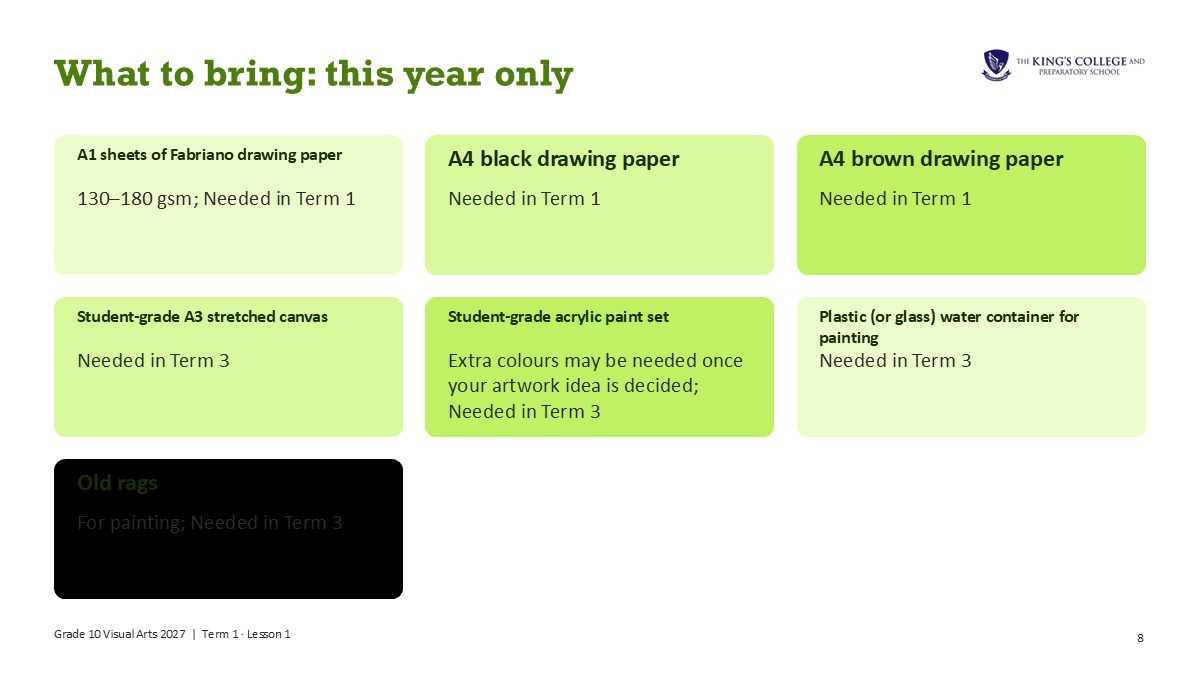 What to bring: this year only
THE KING'S COLLEGE AND
PREPARATORY SCHOOL
A1 sheets of Fabriano drawing paper
130–180 gsm; Needed in Term 1
A4 black drawing paper
Needed in Term 1
A4 brown drawing paper
Needed in Term 1
Student-grade A3 stretched canvas
Needed in Term 3
Student-grade acrylic paint set
Extra colours may be needed once
your artwork idea is decided;
Needed in Term 3
Plastic (or glass) water container for
painting
Needed in Term 3
Old rags
For painting; Needed in Term 3
Grade 10 Visual Arts 2027 | Term 1 · Lesson 1
8